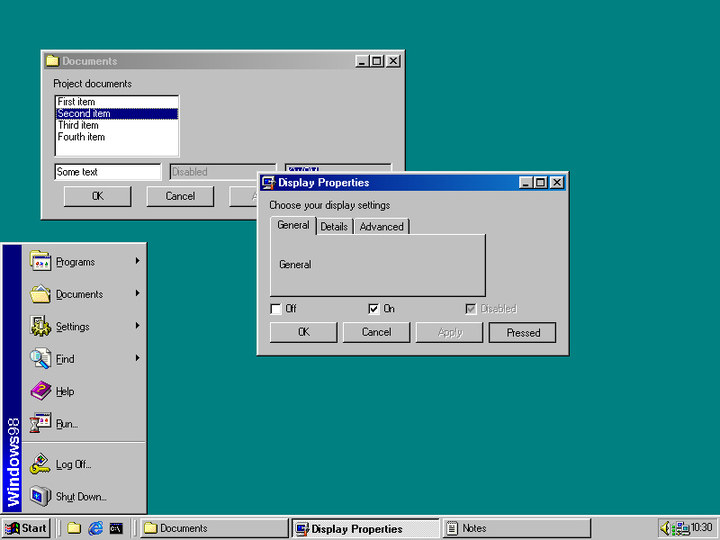 Documents
Project documents
First item
Second item
Third item
Fourth item
Some text
Disabled
OK
Cancel
Display Properties
Choose your display settings
General
Details
Advanced
General
Off
On
Disabled
OK
Cancel
Apply
Pressed
Programs
Documents
Settings
Find
Help
Run...
Log Off...
Shut Down...
Windows98
Start
Documents
Display Properties
Notes
10:30